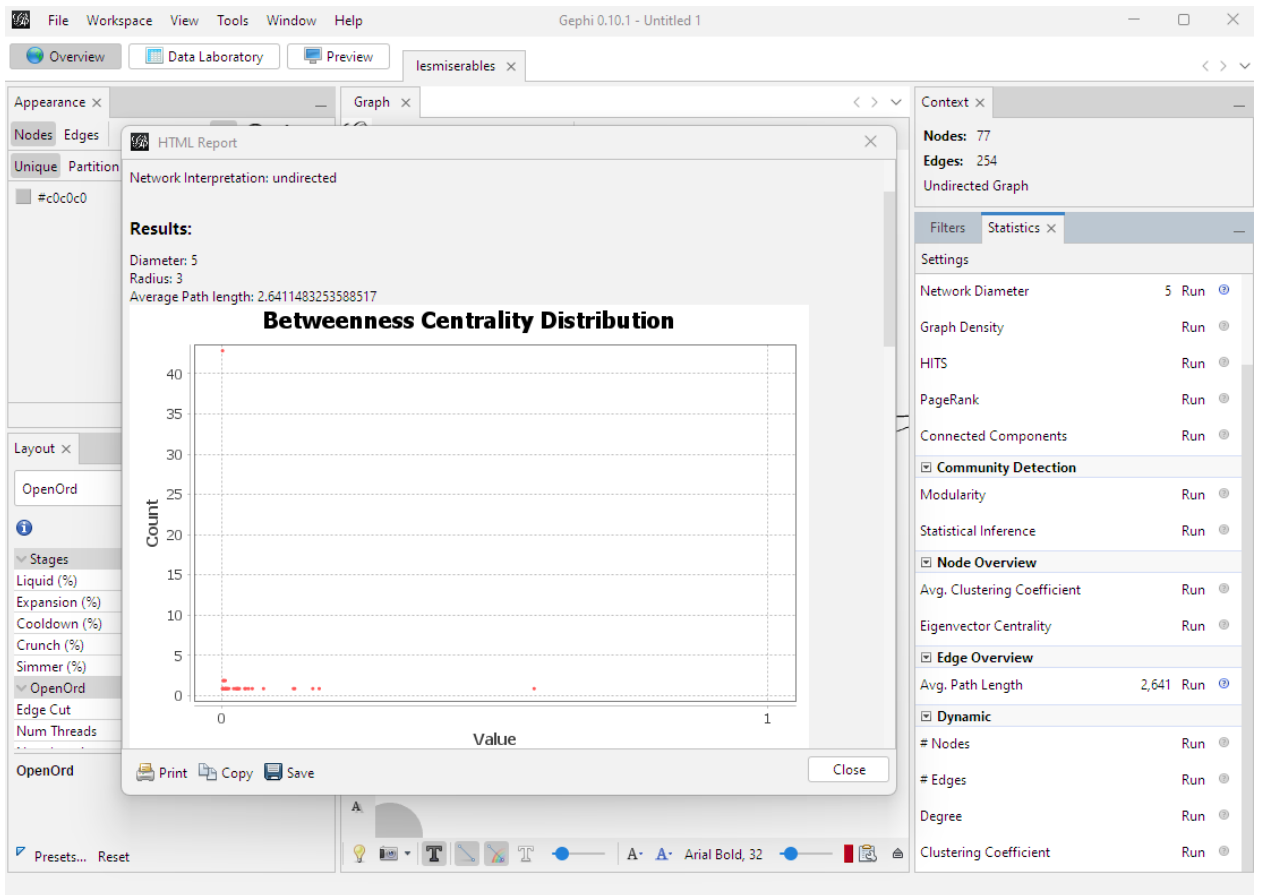 File Workspace View Tools Window Help Gephi 0.10.1 - Untitled 1
Overview Data Laboratory Preview lesmiserables
Appearance
Nodes Edges
Unique Partition
#c0c0c0
Layout
OpenOrd
Stages
Liquid (%)
Expansion (%)
Cooldown (%)
Crunch (%)
Simmer (%)
OpenOrd
Edge Cut
Num Threads
OpenOrd
Presets... Reset
Graph
HTML Report
Network Interpretation: undirected
Results:
Diameter: 5
Radius: 3
Average Path length: 2.6411483253588517
Betweenness Centrality Distribution
40
35
30
25
20
15
10
5
0
Count
0 1
Value
Print Copy Save Close
A
T T A A Arial Bold, 32
Context
Nodes: 77
Edges: 254
Undirected Graph
Filters Statistics
Settings
Network Diameter 5 Run
Graph Density Run
HITS Run
PageRank Run
Connected Components Run
Community Detection
Modularity Run
Statistical Inference Run
Node Overview
Avg. Clustering Coefficient Run
Eigenvector Centrality Run
Edge Overview
Avg. Path Length 2,641 Run
Dynamic
# Nodes Run
# Edges Run
Degree Run
Clustering Coefficient Run